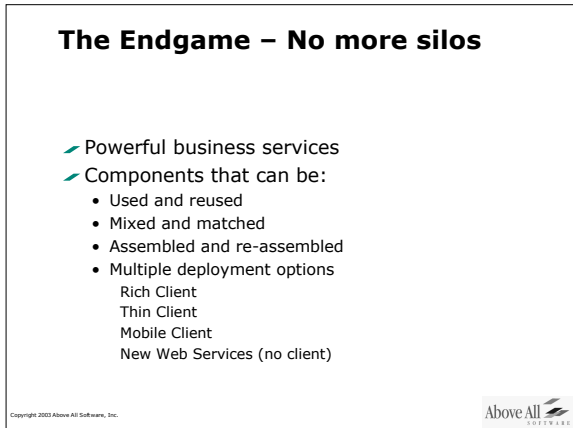 The Endgame – No more silos
Powerful business services
Components that can be:
• Used and reused
• Mixed and matched
• Assembled and re-assembled
• Multiple deployment options
Rich Client
Thin Client
Mobile Client
New Web Services (no client)
Copyright 2003 Above All Software, Inc.
Above All
SOFTWARE